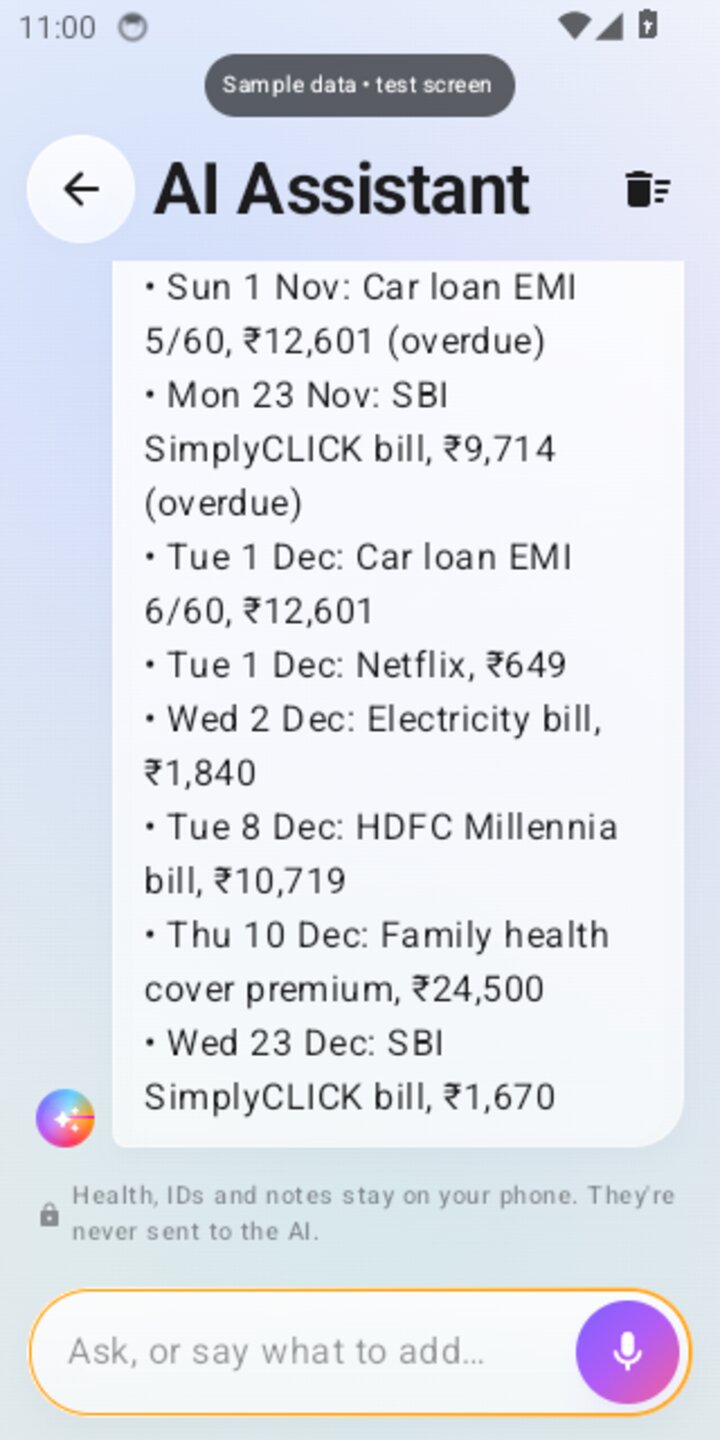 11:00
Sample data • test screen
AI Assistant
• Sun 1 Nov: Car loan EMI
5/60, ₹12,601 (overdue)
• Mon 23 Nov: SBI
SimplyCLICK bill, ₹9,714
(overdue)
• Tue 1 Dec: Car loan EMI
6/60, ₹12,601
• Tue 1 Dec: Netflix, ₹649
• Wed 2 Dec: Electricity bill,
₹1,840
• Tue 8 Dec: HDFC Millennia
bill, ₹10,719
• Thu 10 Dec: Family health
cover premium, ₹24,500
• Wed 23 Dec: SBI
SimplyCLICK bill, ₹1,670
Health, IDs and notes stay on your phone. They're
never sent to the AI.
Ask, or say what to add...